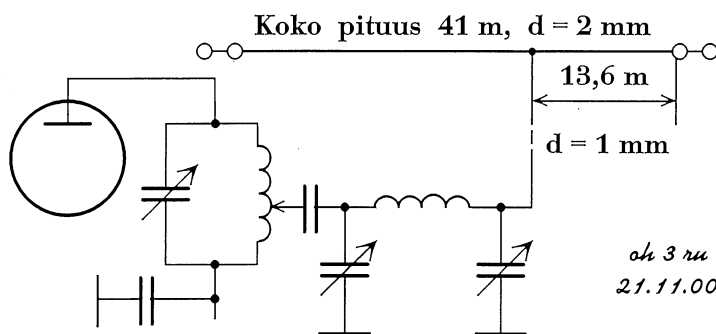 Koko pituus 41 m, d = 2 mm
13,6 m
d = 1 mm
oh 3 ru
21.11.00